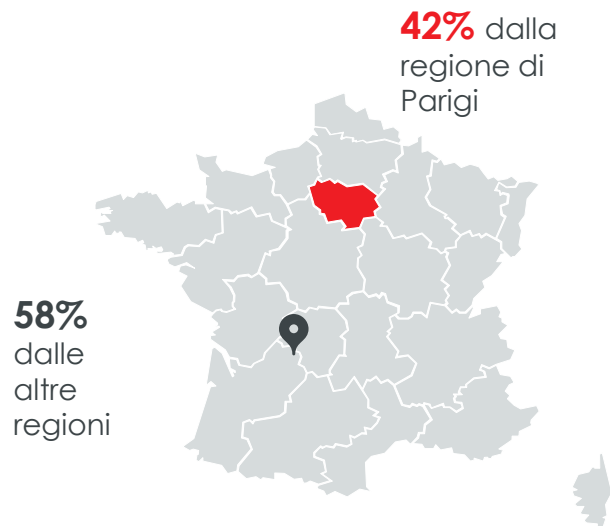 42% dalla
regione di
Parigi
58%
dalle
altre
regioni